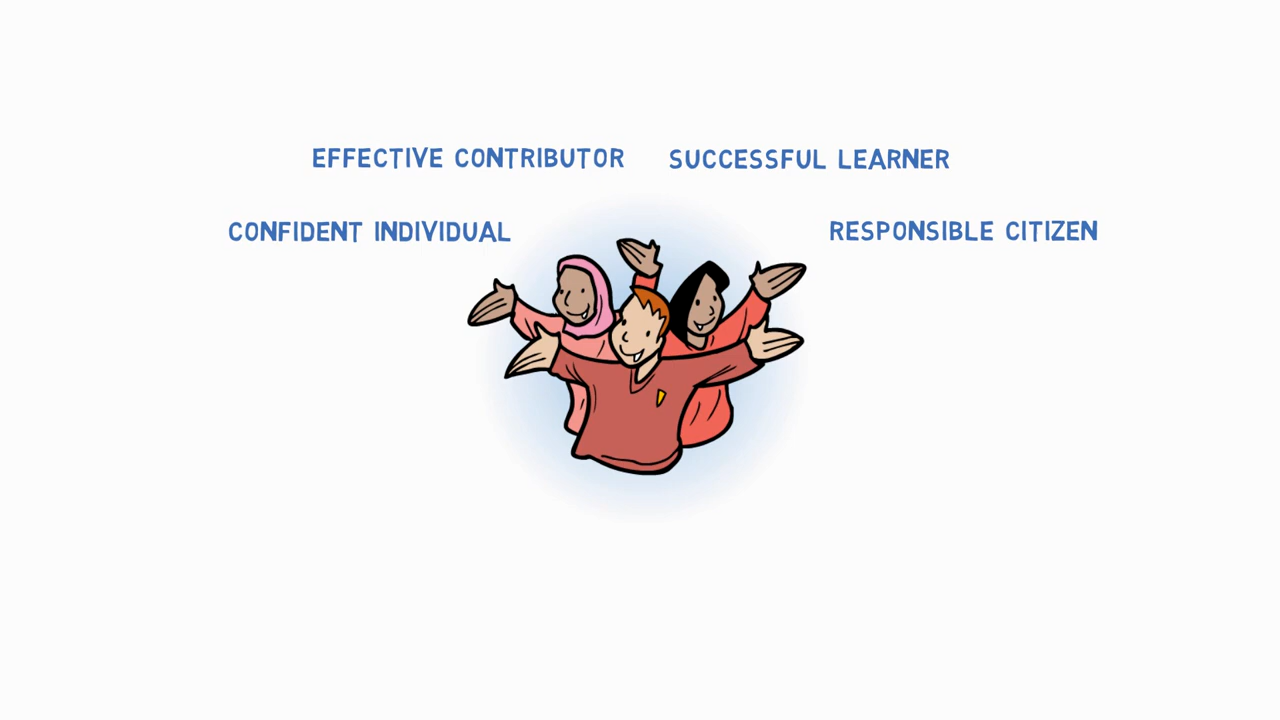 EFFECTIVE CONTRIBUTOR SUCCESSFUL LEARNER
CONFIDENT INDIVIDUAL RESPONSIBLE CITIZEN